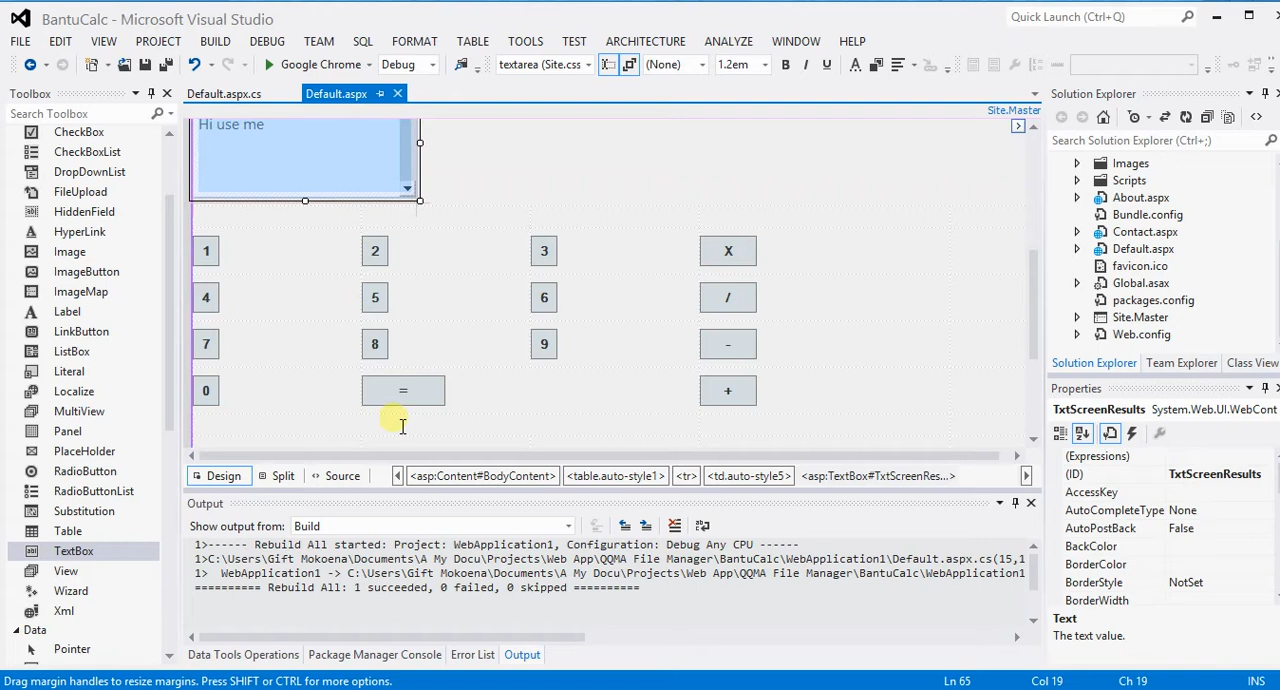 BantuCalc - Microsoft Visual Studio
Quick Launch (Ctrl+Q)
FILE EDIT VIEW PROJECT BUILD DEBUG TEAM SQL FORMAT TABLE TOOLS TEST ARCHITECTURE ANALYZE WINDOW HELP
Google Chrome Debug textarea (Site.css (None) 1.2em B I U A
Toolbox
Search Toolbox
CheckBox
CheckBoxList
DropDownList
FileUpload
HiddenField
HyperLink
Image
ImageButton
ImageMap
Label
LinkButton
ListBox
Literal
Localize
MultiView
Panel
PlaceHolder
RadioButton
RadioButtonList
Substitution
Table
TextBox
View
Wizard
Xml
Data
Pointer
Default.aspx.cs Default.aspx
Site.Master
Hi use me
1 2 3 X
4 5 6 /
7 8 9 -
0 = +
Design Split Source <asp:Content#BodyContent> <table.auto-style1> <tr> <td.auto-style5> <asp:TextBox#TxtScreenRes...>
Output
Show output from: Build
1>------ Rebuild All started: Project: WebApplication1, Configuration: Debug Any CPU ------
1>C:\Users\Gift Mokoena\Documents\A My Docu\Projects\Web App\QQMA File Manager\BantuCalc\WebApplication1\Default.aspx.cs(15,1
1> WebApplication1 -> C:\Users\Gift Mokoena\Documents\A My Docu\Projects\Web App\QQMA File Manager\BantuCalc\WebApplication1
========== Rebuild All: 1 succeeded, 0 failed, 0 skipped ==========
Data Tools Operations Package Manager Console Error List Output
Solution Explorer
Search Solution Explorer (Ctrl+;)
Images
Scripts
About.aspx
Bundle.config
Contact.aspx
Default.aspx
favicon.ico
Global.asax
packages.config
Site.Master
Web.config
Solution Explorer Team Explorer Class View
Properties
TxtScreenResults System.Web.UI.WebCont
(Expressions)
(ID) TxtScreenResults
AccessKey
AutoCompleteType None
AutoPostBack False
BackColor
BorderColor
BorderStyle NotSet
BorderWidth
Text
The text value.
Drag margin handles to resize margins. Press SHIFT or CTRL for more options. Ln 65 Col 19 Ch 19 INS